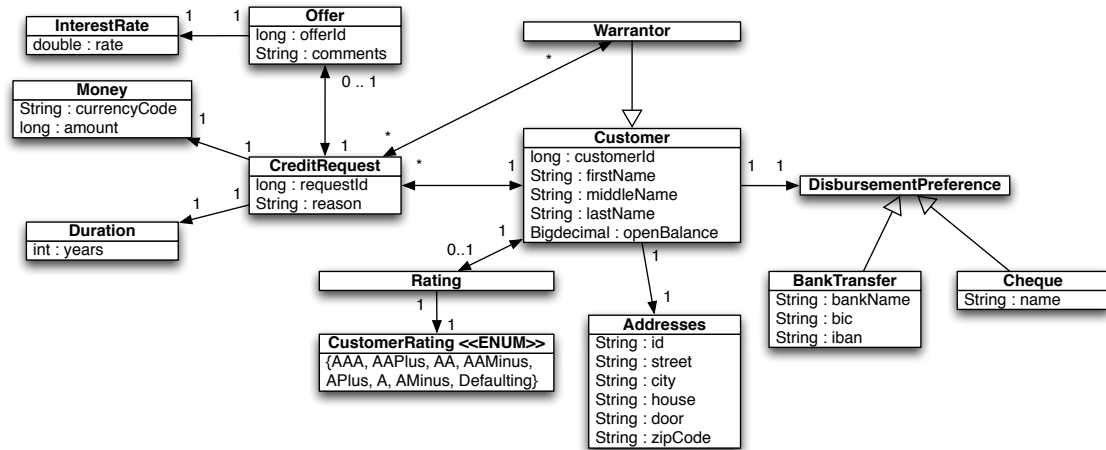 InterestRate
double : rate
1
1
Offer
long : offerId
String : comments
Warrantor
*
0 .. 1
Money
String : currencyCode
long : amount
1
1
1
*
CreditRequest
long : requestId
String : reason
*
1
Customer
long : customerId
String : firstName
String : middleName
String : lastName
Bigdecimal : openBalance
1
1
DisbursementPreference
1
1
Duration
int : years
1
0..1
1
1
Rating
1
1
CustomerRating <<ENUM>>
{AAA, AAPlus, AA, AAMinus,
APlus, A, AMinus, Defaulting}
Addresses
String : id
String : street
String : city
String : house
String : door
String : zipCode
BankTransfer
String : bankName
String : bic
String : iban
Cheque
String : name